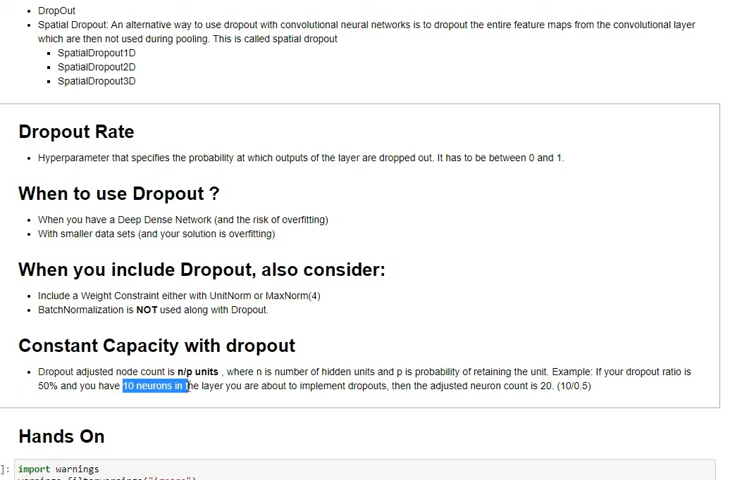 DropOut
Spatial Dropout: An alternative way to use dropout with convolutional neural networks is to dropout the entire feature maps from the convolutional layer
which are then not used during pooling. This is called spatial dropout
SpatialDropout1D
SpatialDropout2D
SpatialDropout3D
Dropout Rate
Hyperparameter that specifies the probability at which outputs of the layer are dropped out. It has to be between 0 and 1.
When to use Dropout ?
When you have a Deep Dense Network (and the risk of overfitting)
With smaller data sets (and your solution is overfitting)
When you include Dropout, also consider:
Include a Weight Constraint either with UnitNorm or MaxNorm(4)
BatchNormalization is NOT used along with Dropout.
Constant Capacity with dropout
Dropout adjusted node count is n/p units , where n is number of hidden units and p is probability of retaining the unit. Example: If your dropout ratio is
50% and you have 10 neurons in the layer you are about to implement dropouts, then the adjusted neuron count is 20. (10/0.5)
Hands On
]: import warnings
warnings.filterwarnings("ignore")